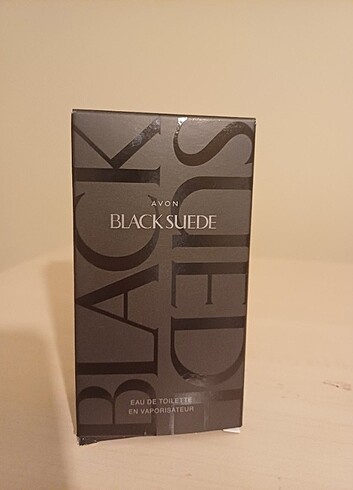 AVON
BLACK SUEDE
EAU DE TOILETTE
EN VAPORISATEUR
BLACK
SUEDE